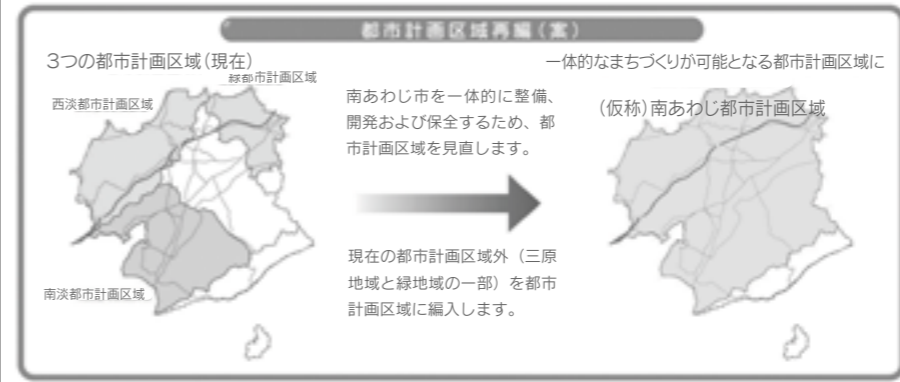 都市計画区域再編(案)
3つの都市計画区域(現在)
都市計画区域
西淡都市計画区域
南淡都市計画区域
南あわじ市を一体的に整備、
開発および保全するため、都
市計画区域を見直します。
現在の都市計画区域外(三原
地域と緑地域の一部)を都市
計画区域に編入します。
一体的なまちづくりが可能となる都市計画区域に
(仮称)南あわじ都市計画区域